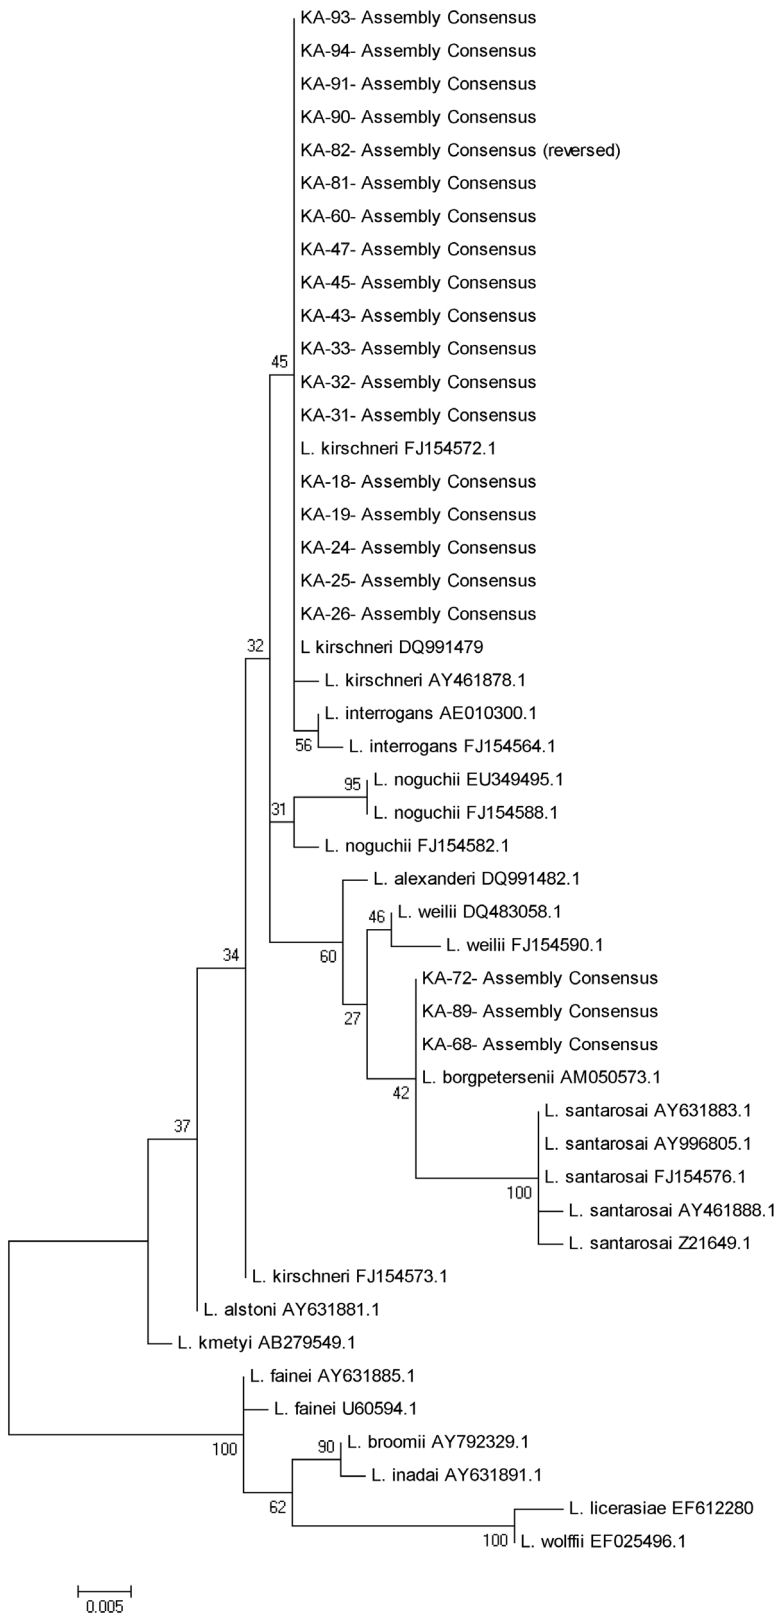 KA-93- Assembly Consensus
KA-94- Assembly Consensus
KA-91- Assembly Consensus
KA-90- Assembly Consensus
KA-82- Assembly Consensus (reversed)
KA-81- Assembly Consensus
KA-60- Assembly Consensus
KA-47- Assembly Consensus
KA-45- Assembly Consensus
KA-43- Assembly Consensus
KA-33- Assembly Consensus
45
KA-32- Assembly Consensus
KA-31- Assembly Consensus
L. kirschneri FJ154572.1
KA-18- Assembly Consensus
KA-19- Assembly Consensus
KA-24- Assembly Consensus
KA-25- Assembly Consensus
KA-26- Assembly Consensus
32
L kirschneri DQ991479
L. kirschneri AY461878.1
L. interrogans AE010300.1
56
L. interrogans FJ154564.1
95
L. noguchii EU349495.1
31
L. noguchii FJ154588.1
L. noguchii FJ154582.1
L. alexanderi DQ991482.1
46
L. weilii DQ483058.1
L. weilii FJ154590.1
34
60
KA-72- Assembly Consensus
KA-89- Assembly Consensus
27
KA-68- Assembly Consensus
L. borgpetersenii AM050573.1
42
L. santarosai AY631883.1
37
L. santarosai AY996805.1
L. santarosai FJ154576.1
100
L. santarosai AY461888.1
L. santarosai Z21649.1
L. kirschneri FJ154573.1
L. alstoni AY631881.1
L. kmetyi AB279549.1
L. fainei AY631885.1
L. fainei U60594.1
100
90
L. broomii AY792329.1
L. inadai AY631891.1
62
L. licerasiae EF612280
100
L. wolffii EF025496.1
0.005